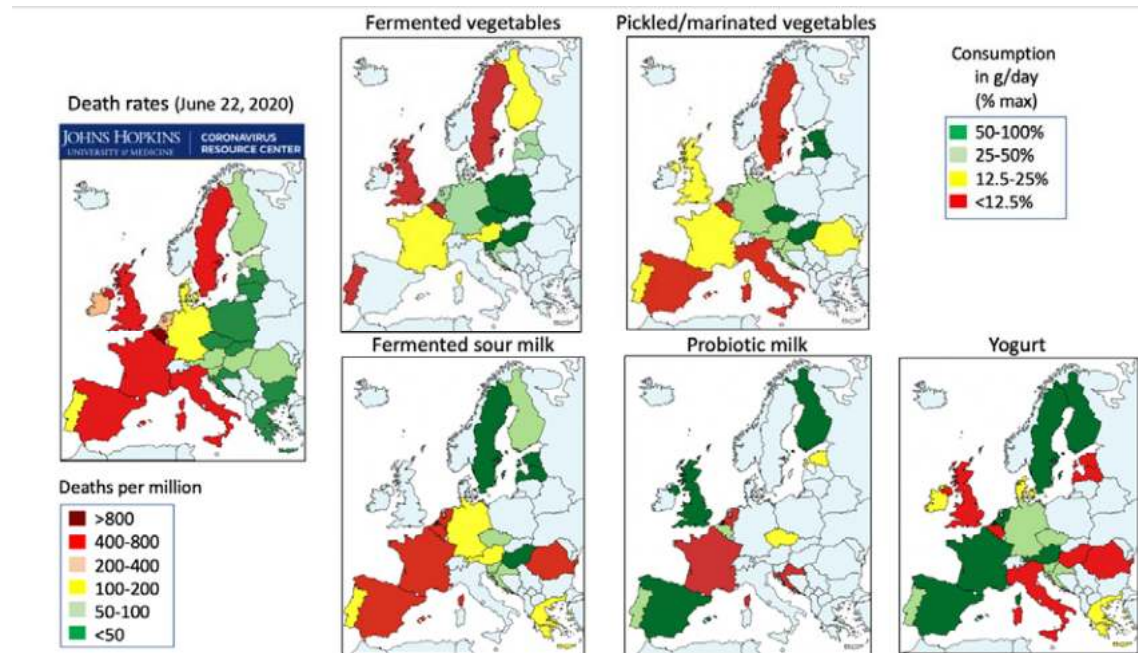 Fermented vegetables
Pickled/marinated vegetables
Consumption
in g/day
(% max)
50-100%
25-50%
12.5-25%
<12.5%
Death rates (June 22, 2020)
JOHNS HOPKINS
UNIVERSITY & MEDICINE
CORONAVIRUS
RESOURCE CENTER
Fermented sour milk
Probiotic milk
Yogurt
Deaths per million
>800
400-800
200-400
100-200
50-100
<50